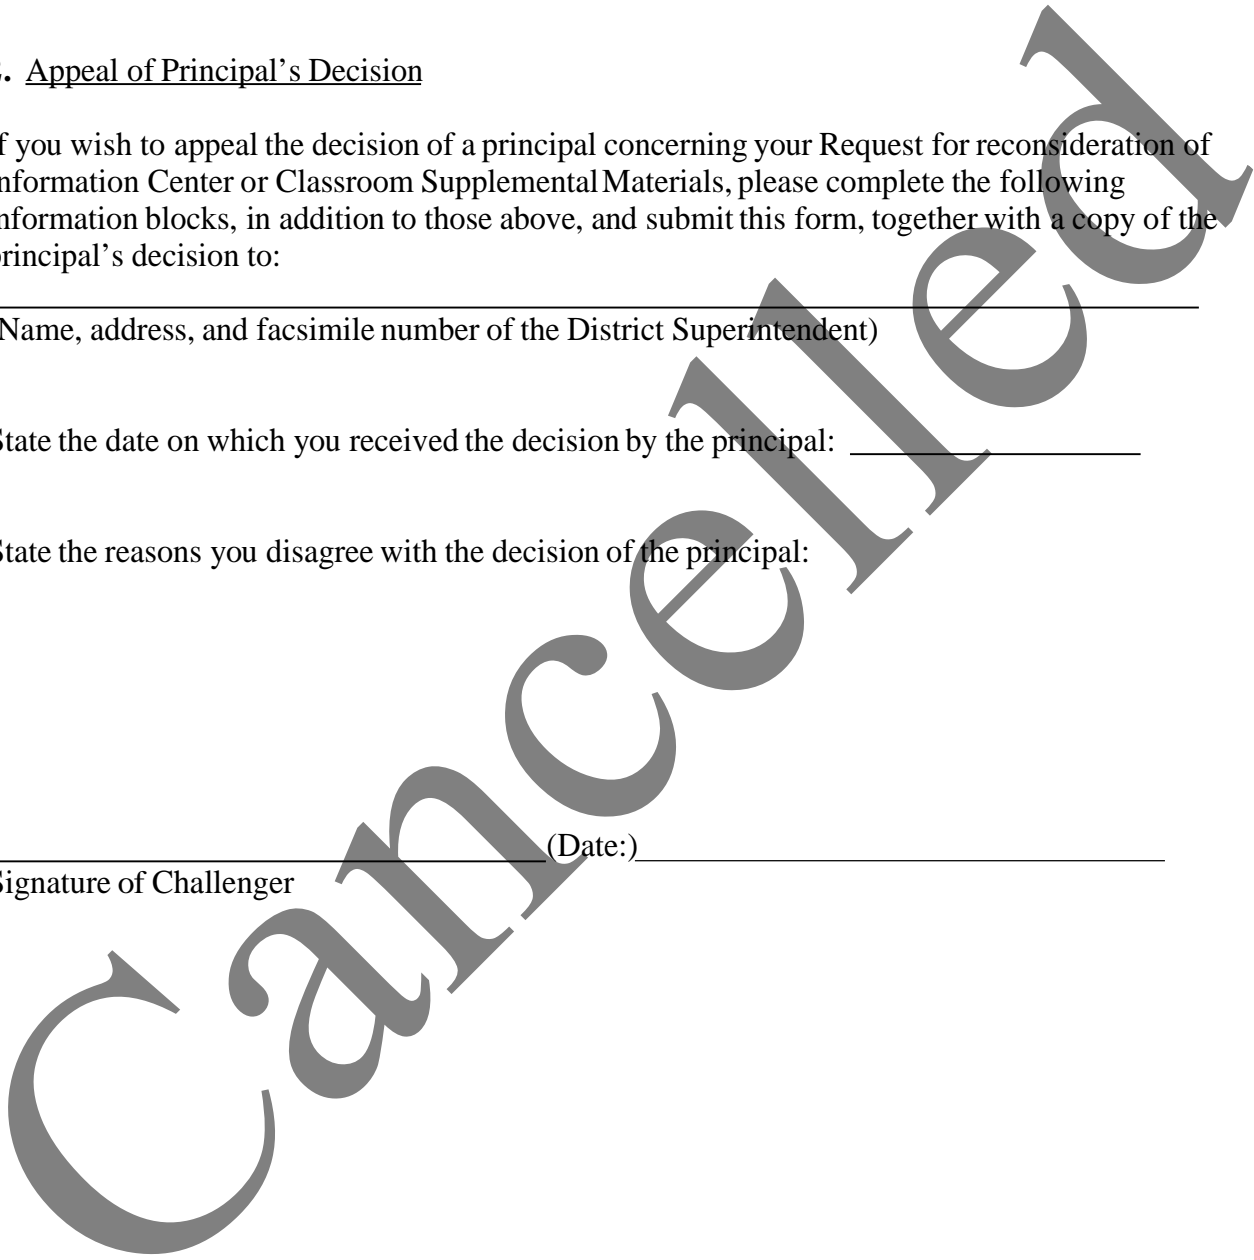 . Appeal of Principal's Decision
f you wish to appeal the decision of a principal concerning your Request for reconsideration of
nformation Center or Classroom Supplemental Materials, please complete the following
nformation blocks, in addition to those above, and submit this form, together with a copy of the
rincipal's decision to:
Name, address, and facsimile number of the District Superintendent)
State the date on which you received the decision by the principal:
State the reasons you disagree with the decision of the principal:
(Date:)
Signature of Challenger
Cancelled